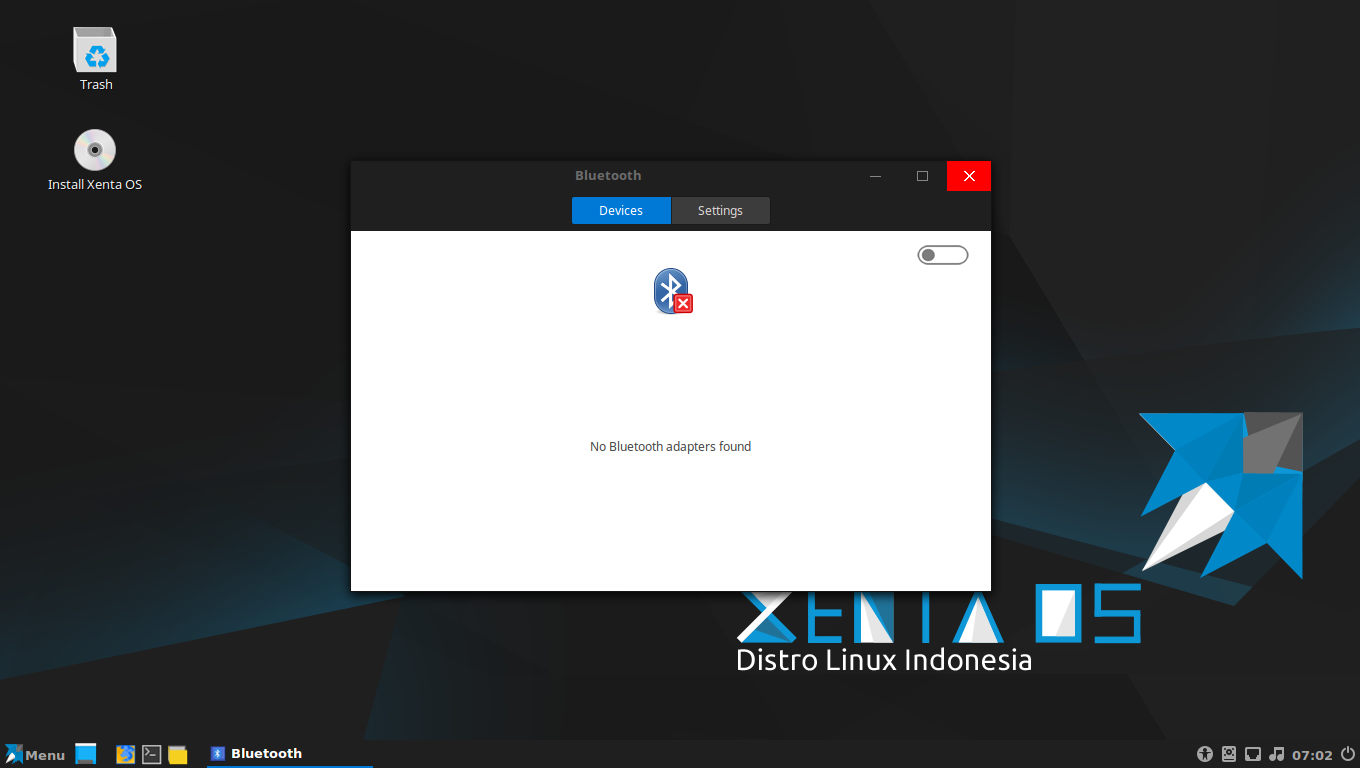 Trash
Install Xenta OS
Bluetooth
Devices
Settings
No Bluetooth adapters found
XENTA OS
Distro Linux Indonesia
Menu
Bluetooth
07:02